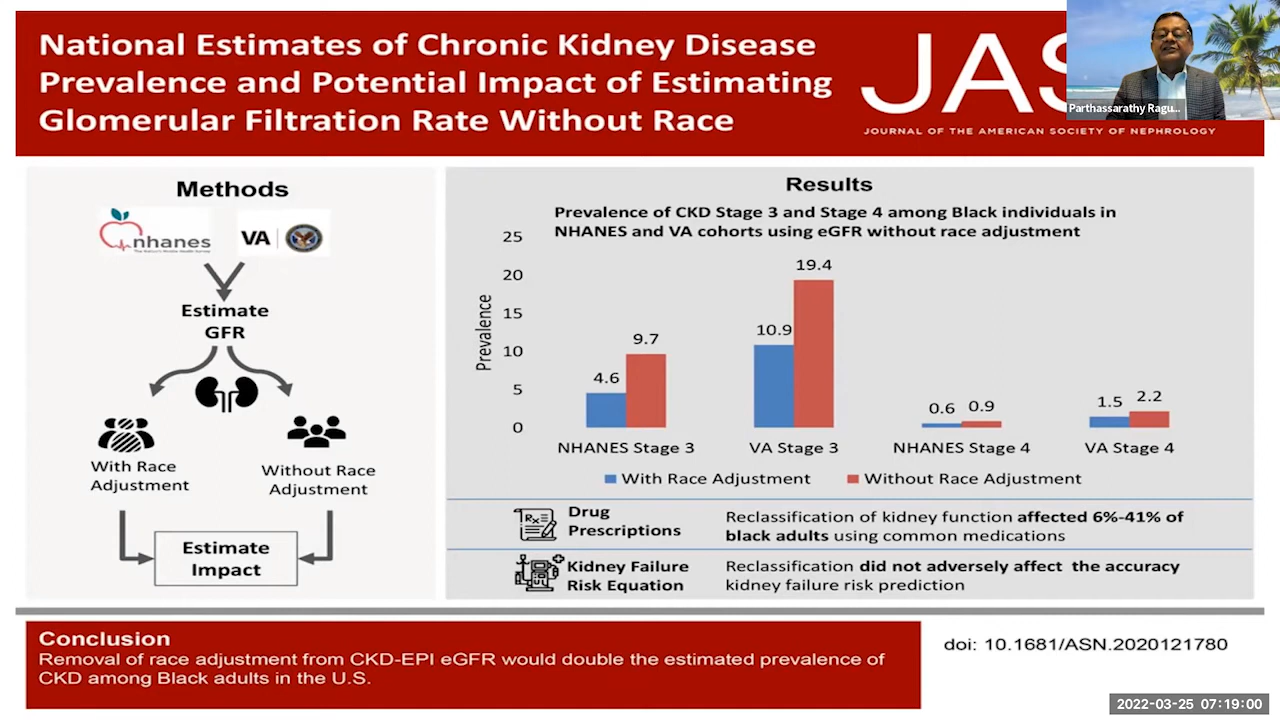 National Estimates of Chronic Kidney Disease
Prevalence and Potential Impact of Estimating
Glomerular Filtration Rate Without Race
JAS
JOURNAL OF THE AMERICAN SOCIETY OF NEPHROLOGY
Parthassarathy Ragu...
Methods
nhanes
VA
Estimate
GFR
With Race
Adjustment
Without Race
Adjustment
Estimate
Impact
Results
Prevalence of CKD Stage 3 and Stage 4 among Black individuals in
NHANES and VA cohorts using eGFR without race adjustment
Prevalence
25
20
15
10
5
0
4.6
9.7
10.9
19.4
0.6
0.9
1.5
2.2
NHANES Stage 3
VA Stage 3
NHANES Stage 4
VA Stage 4
With Race Adjustment
Without Race Adjustment
Drug
Prescriptions
Reclassification of kidney function affected 6%-41% of
black adults using common medications
Kidney Failure
Risk Equation
Reclassification did not adversely affect the accuracy
kidney failure risk prediction
Conclusion
Removal of race adjustment from CKD-EPI eGFR would double the estimated prevalence of
CKD among Black adults in the U.S.
doi: 10.1681/ASN.2020121780
2022-03-25 07:19:00